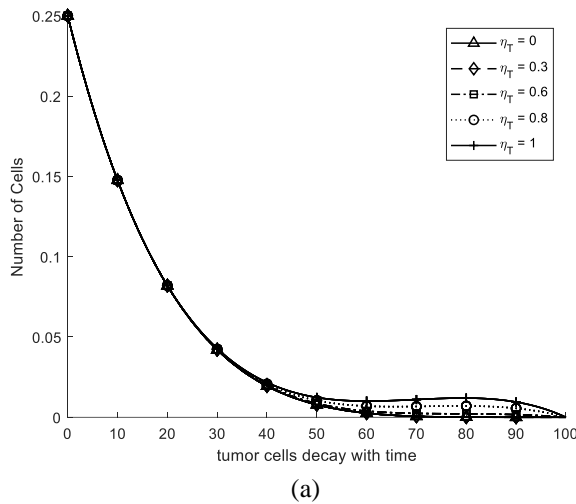 0.25
0.2
0.15
0.1
0.05
0
Number of Cells
η_T = 0
η_T = 0.3
η_T = 0.6
η_T = 0.8
η_T = 1
0 10 20 30 40 50 60 70 80 90 100
tumor cells decay with time
(a)